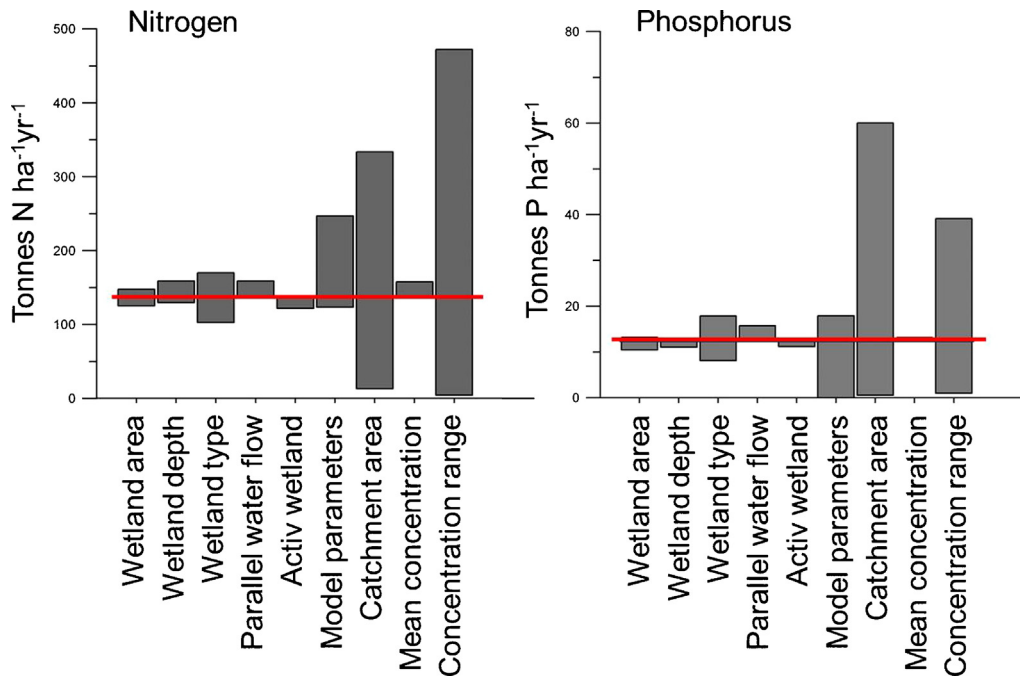 Nitrogen
Tonnes N ha⁻¹yr⁻¹
500
400
300
200
100
0
Wetland area
Wetland depth
Wetland type
Parallel water flow
Activ wetland
Model parameters
Catchment area
Mean concentration
Concentration range
Phosphorus
Tonnes P ha⁻¹yr⁻¹
80
60
40
20
0
Wetland area
Wetland depth
Wetland type
Parallel water flow
Activ wetland
Model parameters
Catchment area
Mean concentration
Concentration range